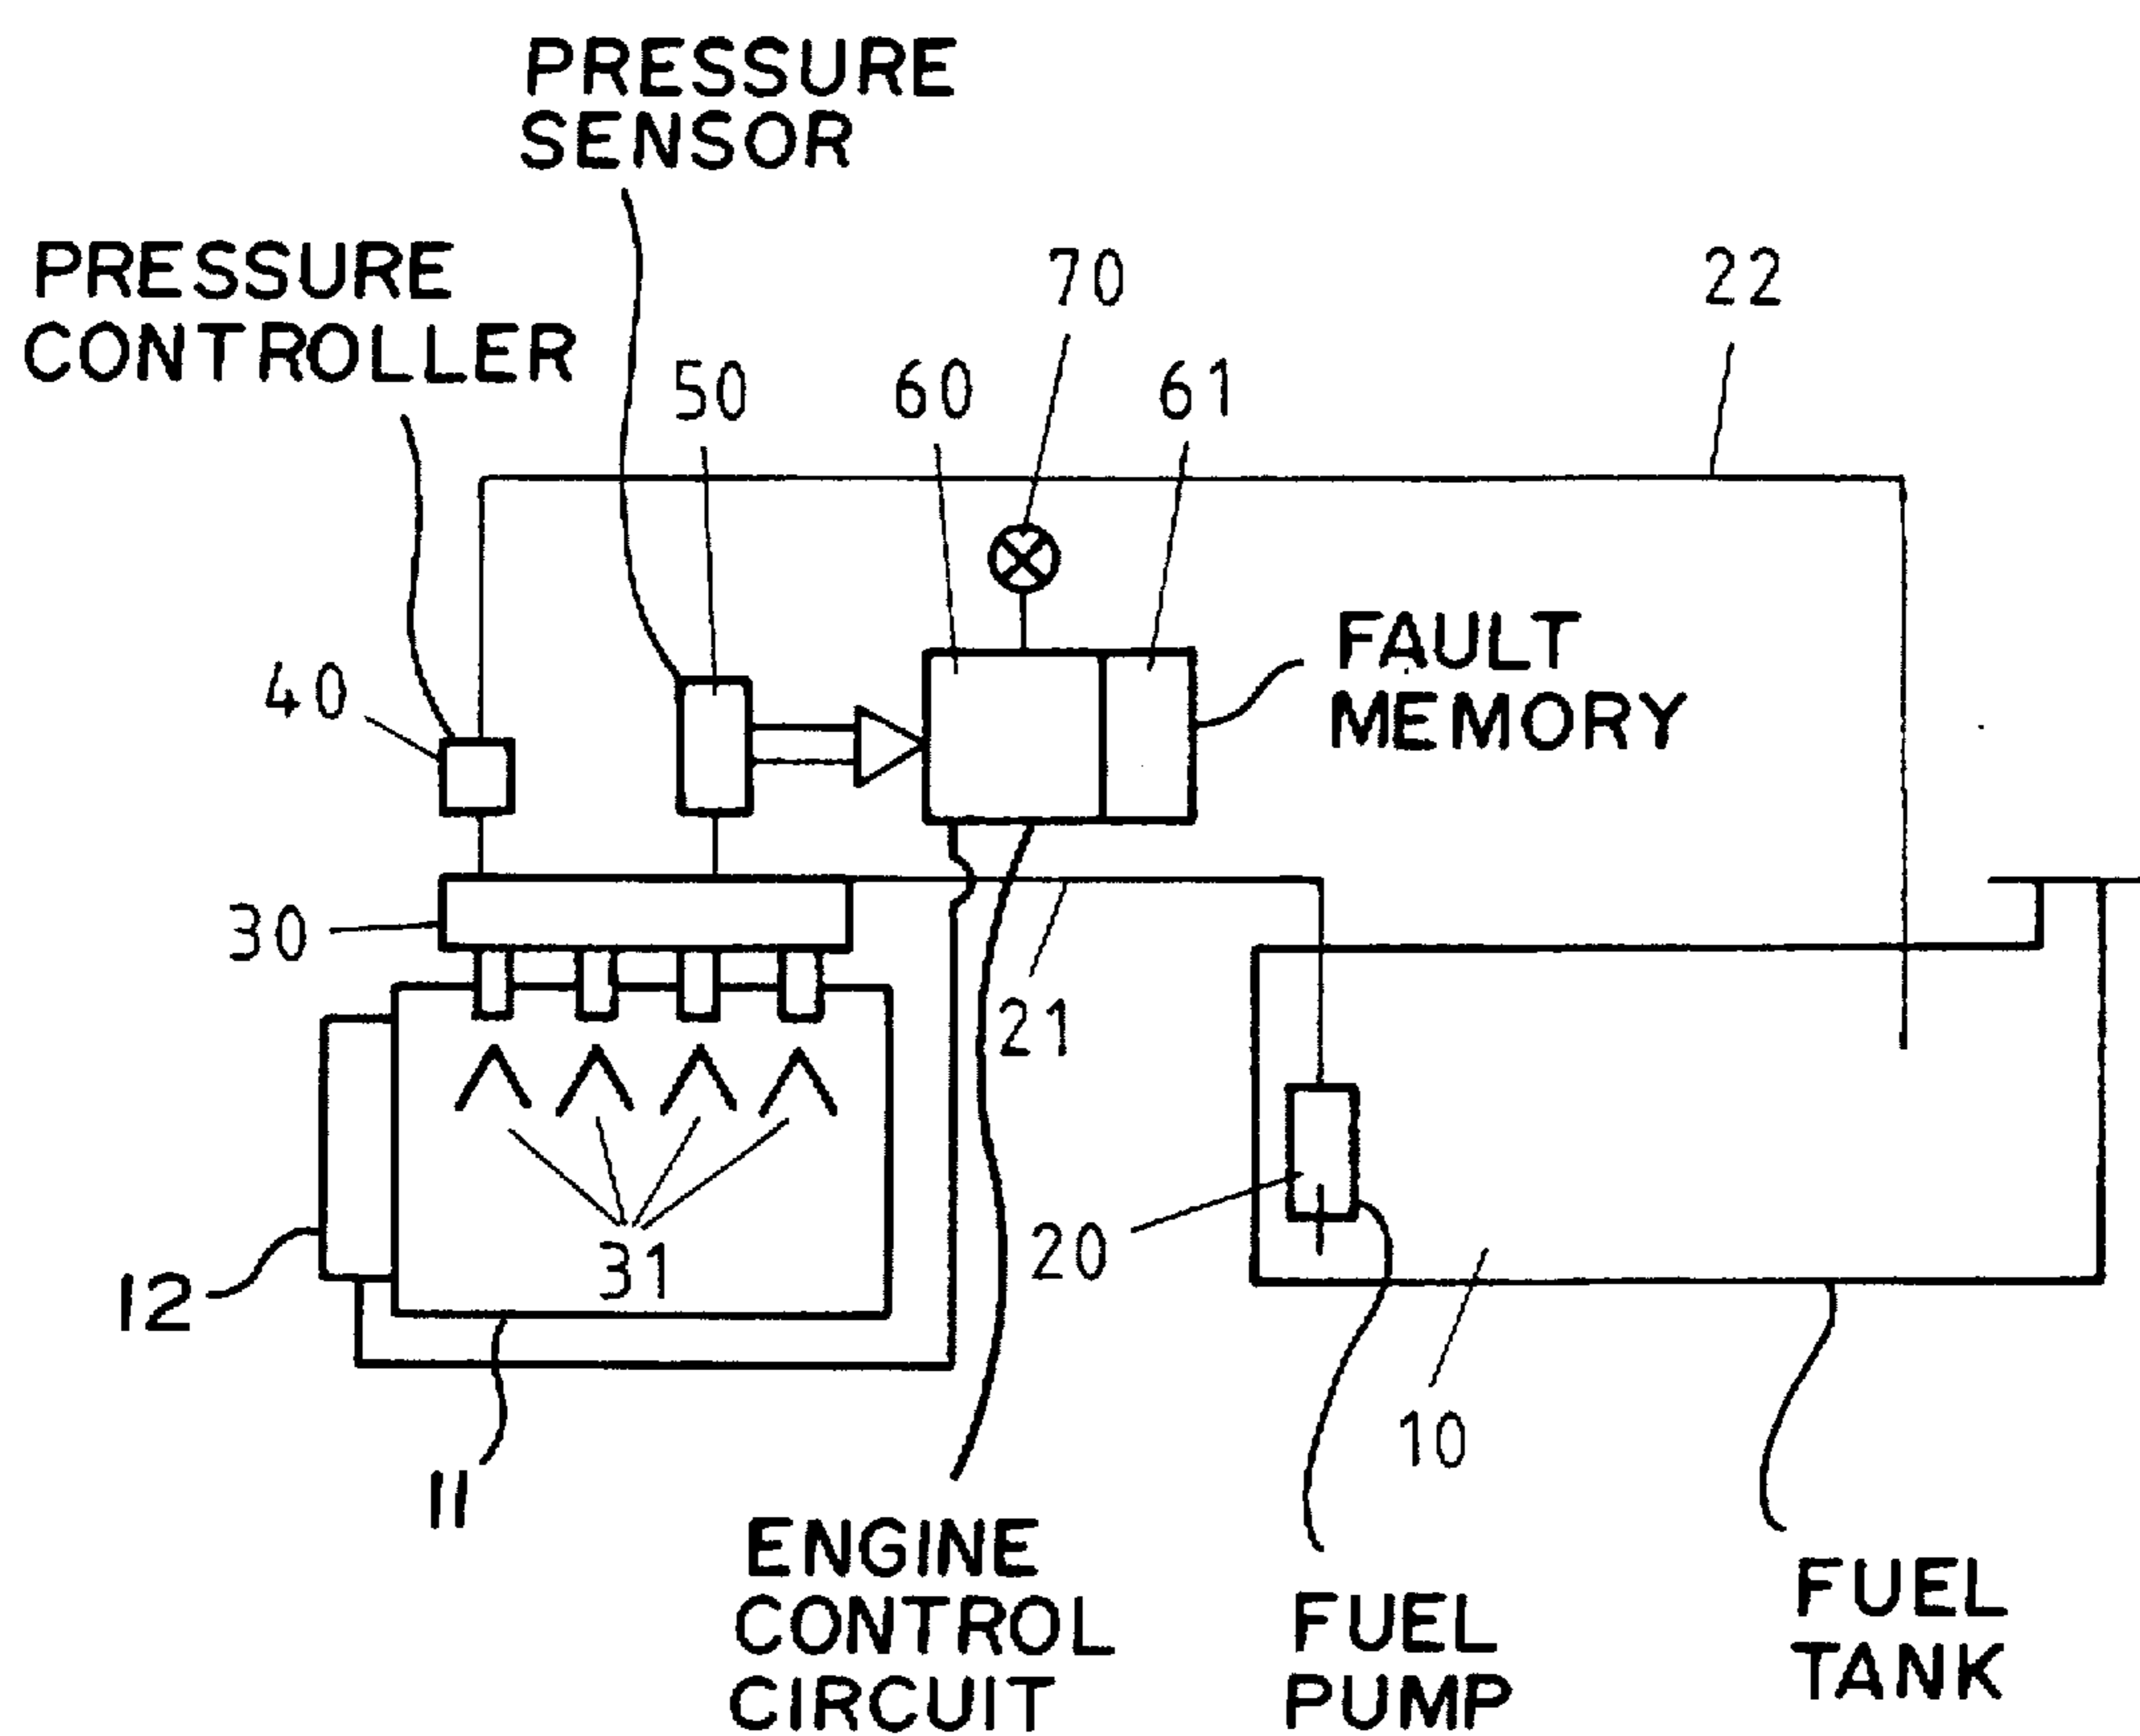 PRESSURE
SENSOR
PRESSURE
CONTROLLER
70
22
50
60
61
FAULT
MEMORY
40
30
21
20
31
12
10
11
ENGINE
CONTROL
CIRCUIT
FUEL
PUMP
FUEL
TANK